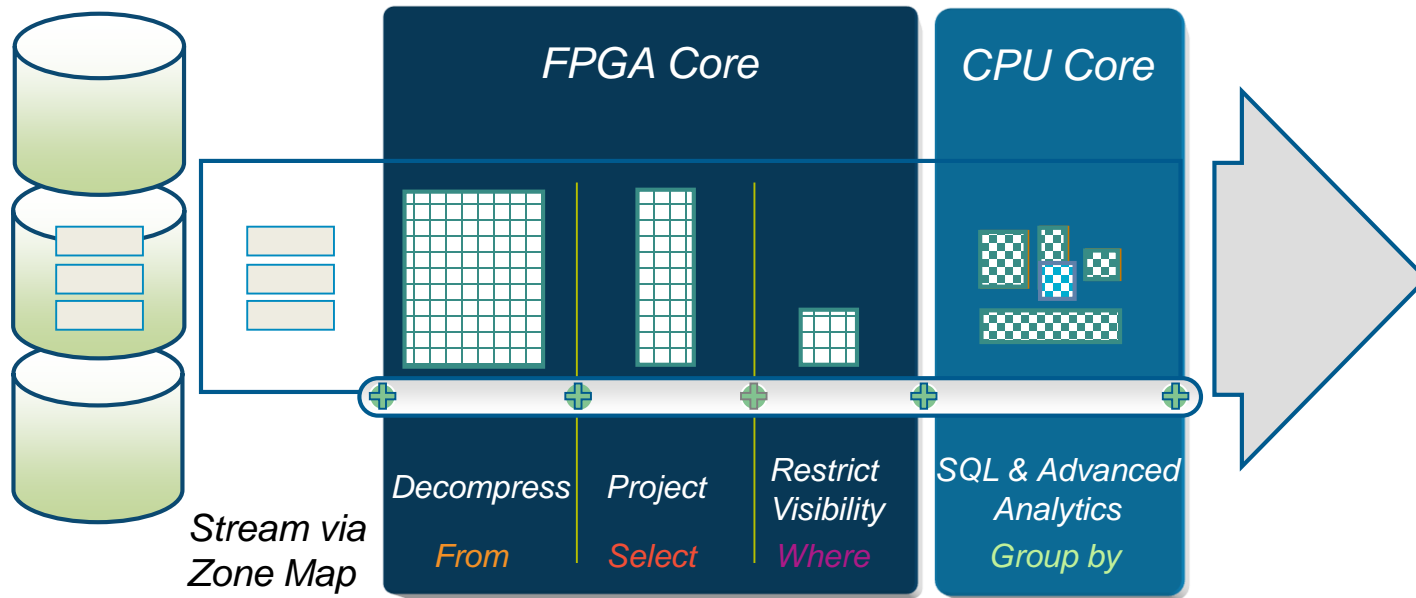 FPGA Core
CPU Core
Decompress
Project
Restrict
Visibility
SQL & Advanced
Analytics
Stream via
Zone Map
From
Select
Where
Group by